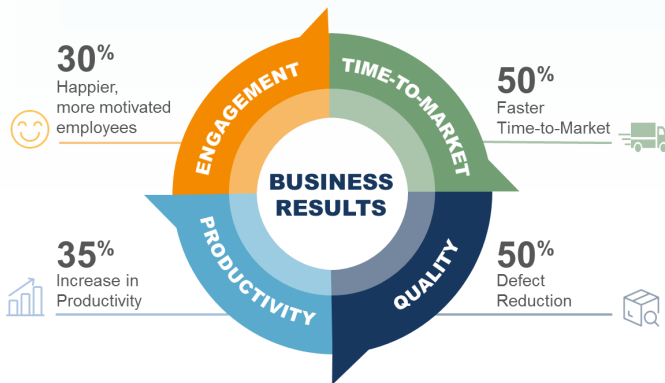 30%
Happier,
more motivated
employees
ENGAGEMENT
TIME-TO-MARKET
50%
Faster
Time-to-Market
BUSINESS
RESULTS
35%
Increase in
Productivity
PRODUCTIVITY
QUALITY
50%
Defect
Reduction